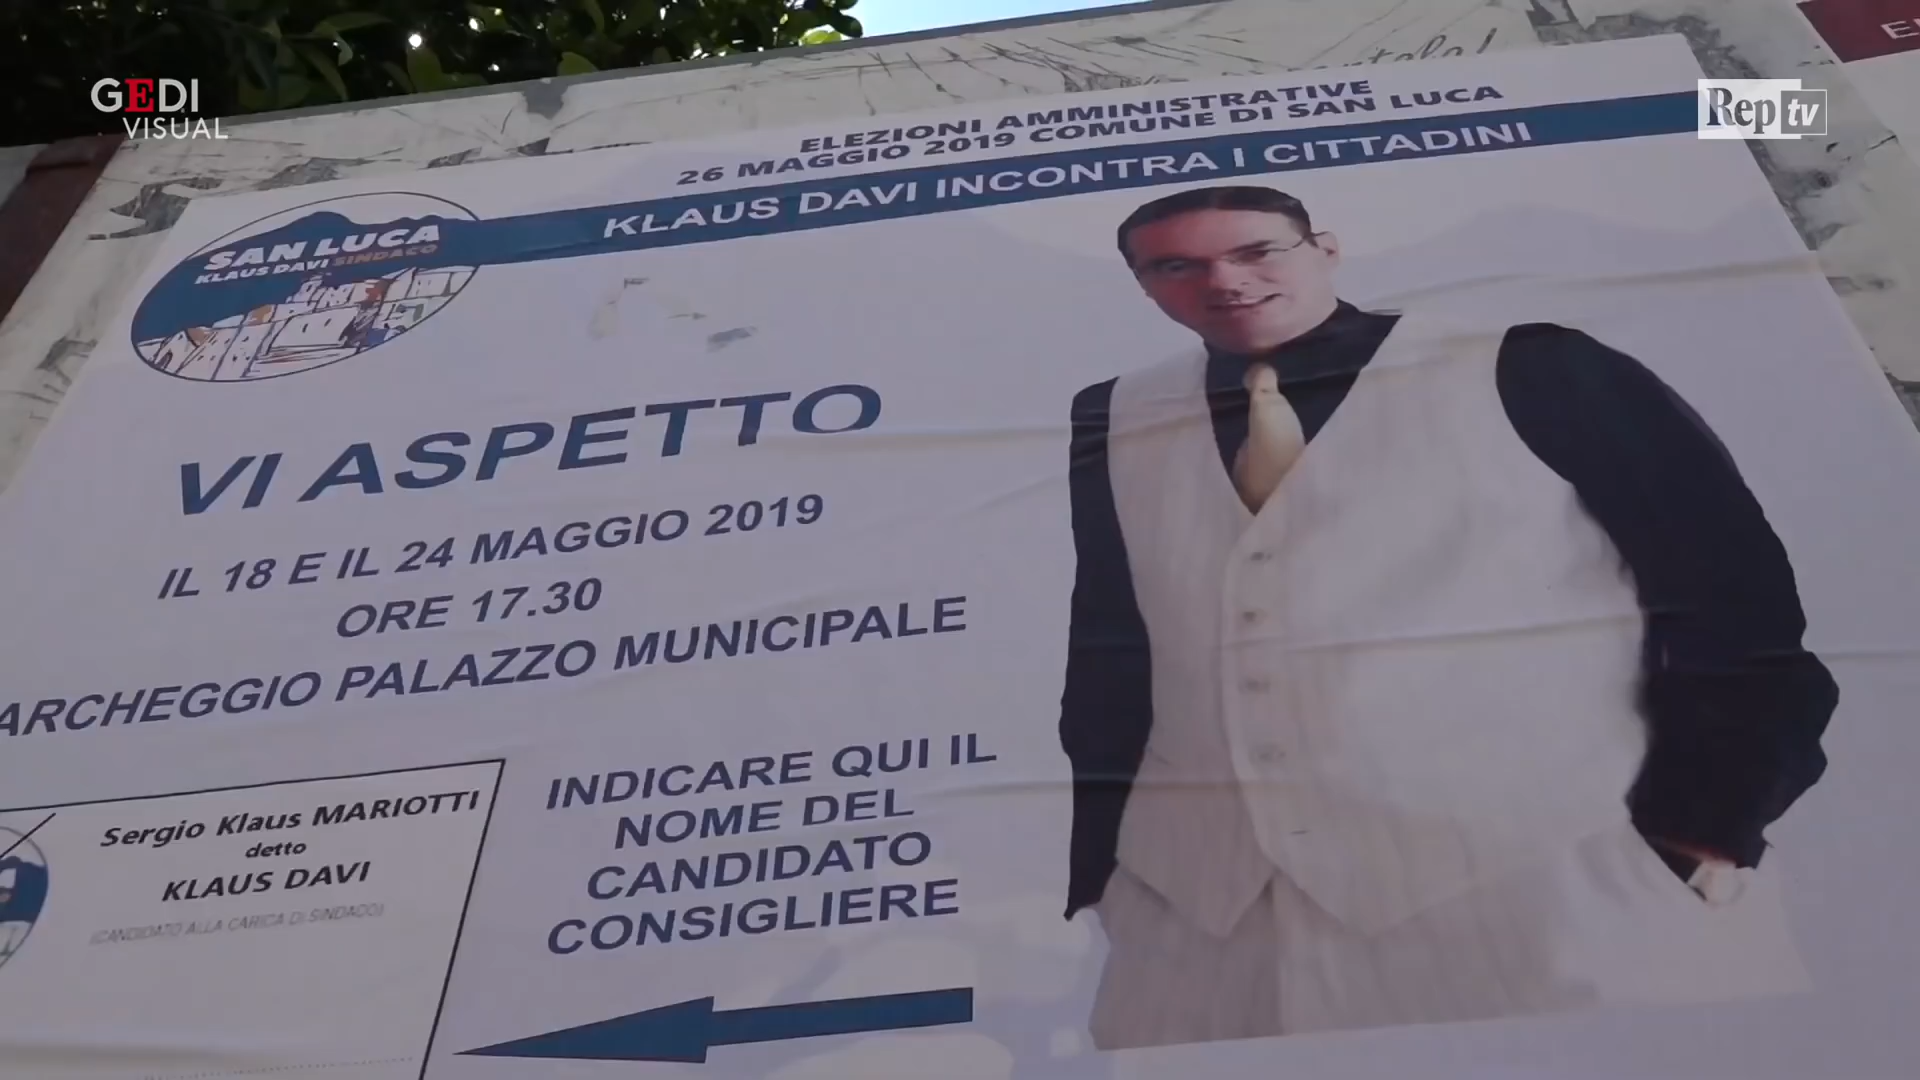 GEDI
VISUAL
Rep tv
ELEZIONI AMMINISTRATIVE
26 MAGGIO 2019 COMUNE DI SAN LUCA
KLAUS DAVI INCONTRA I CITTADINI
SAN LUCA
KLAUS DAVI SINDACO
VI ASPETTO
IL 18 E IL 24 MAGGIO 2019
ORE 17.30
ARCHEGGIO PALAZZO MUNICIPALE
Sergio Klaus MARIOTTI
detto
KLAUS DAVI
(CANDIDATO ALLA CARICA DI SINDACO)
INDICARE QUI IL
NOME DEL
CANDIDATO
CONSIGLIERE